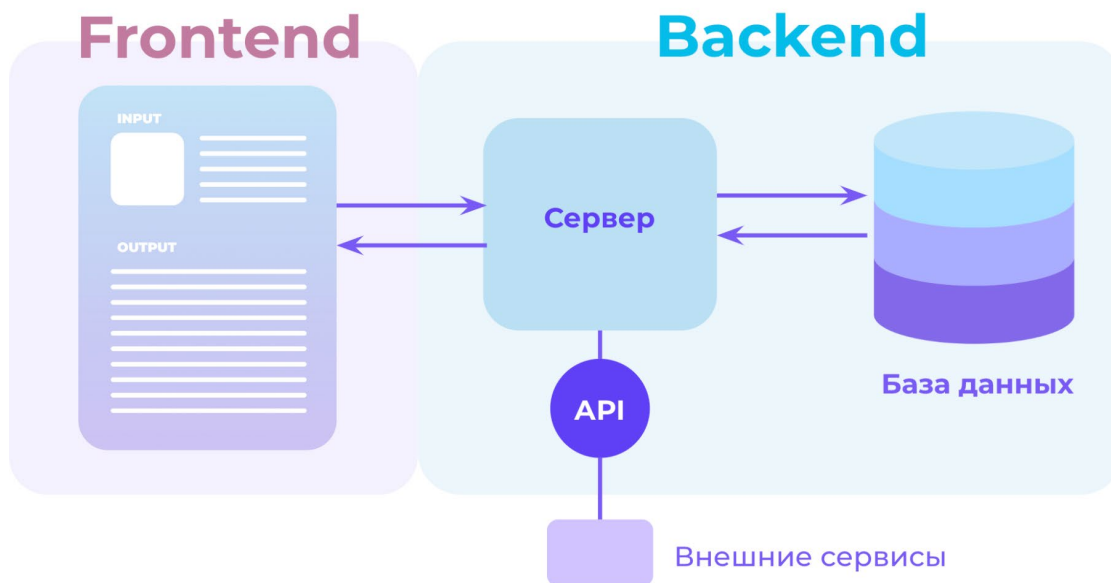 Frontend
Backend
INPUT
OUTPUT
Сервер
База данных
API
Внешние сервисы